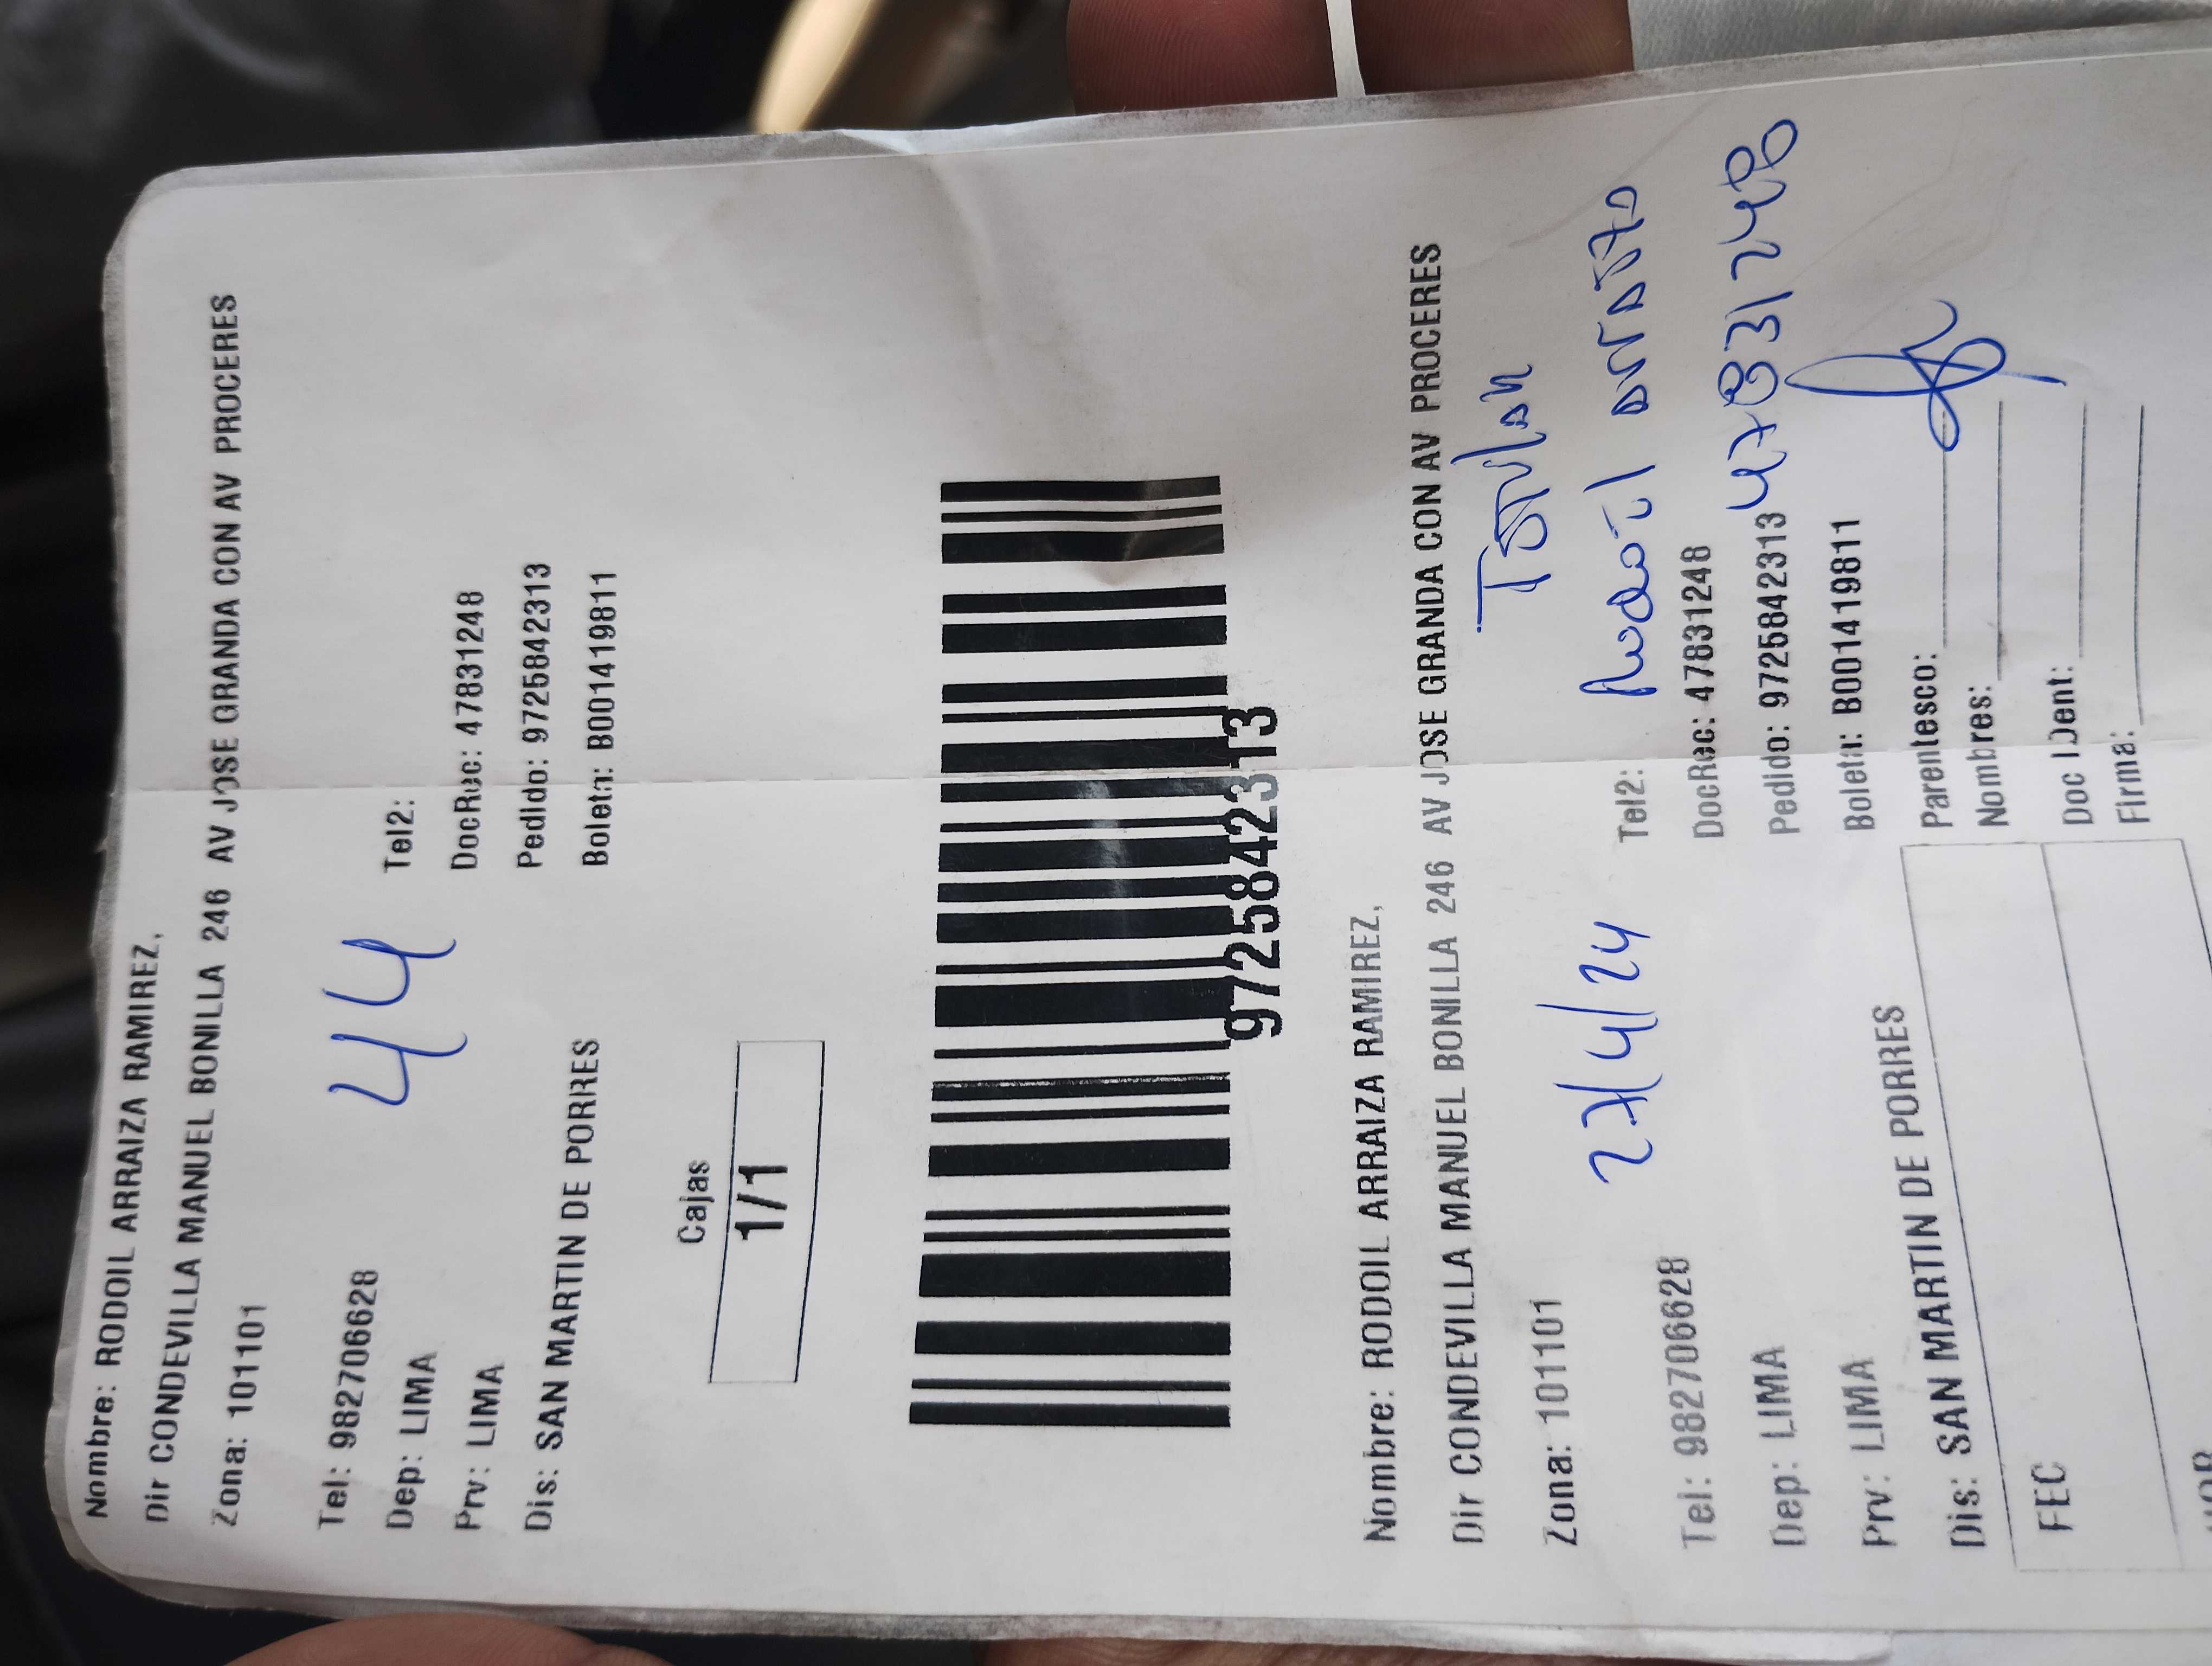 Nombre: RODOIL ARRAIZA RAMIREZ,
Dir CONDEVILLA MANUEL BONILLA 246 AV JOSE GRANDA CON AV PROCERES
Zona: 101101
44
Tel: 982706628 Tel2:
Dep: LIMA DocRec: 47831248
Prv: LIMA Pedido: 9725842313
Dis: SAN MARTIN DE PORRES Boleta: B001419811
Cajas
1/1
9725842313
Nombre: RODOIL ARRAIZA RAMIREZ,
Dir CONDEVILLA MANUEL BONILLA 246 AV JOSE GRANDA CON AV PROCERES
Zona: 101101
27/4/24
Tel: 982706628 Tel2:
47831248
Dep: LIMA DocRec: 47831248
Prv: LIMA Pedido: 9725842313
Dis: SAN MARTIN DE PORRES Boleta: B001419811
FEC
Parentesco:
Nombres:
Doc IDent:
Firma: